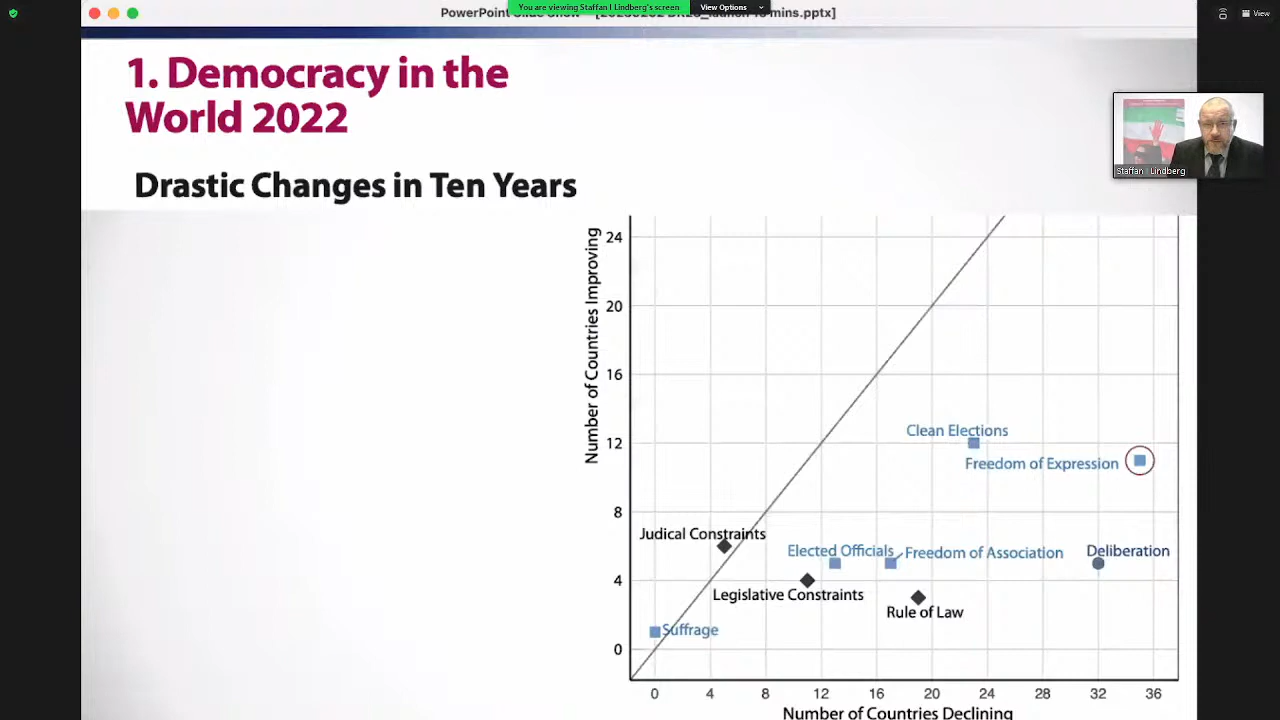 You are viewing Staffan I Lindberg's screen
View Options
View
1. Democracy in the
World 2022
Drastic Changes in Ten Years
Staffan Lindberg
Number of Countries Improving
24
20
16
12
8
4
0
Clean Elections
Freedom of Expression
Judical Constraints
Elected Officials
Freedom of Association
Deliberation
Legislative Constraints
Rule of Law
Suffrage
0 4 8 12 16 20 24 28 32 36
Number of Countries Declining